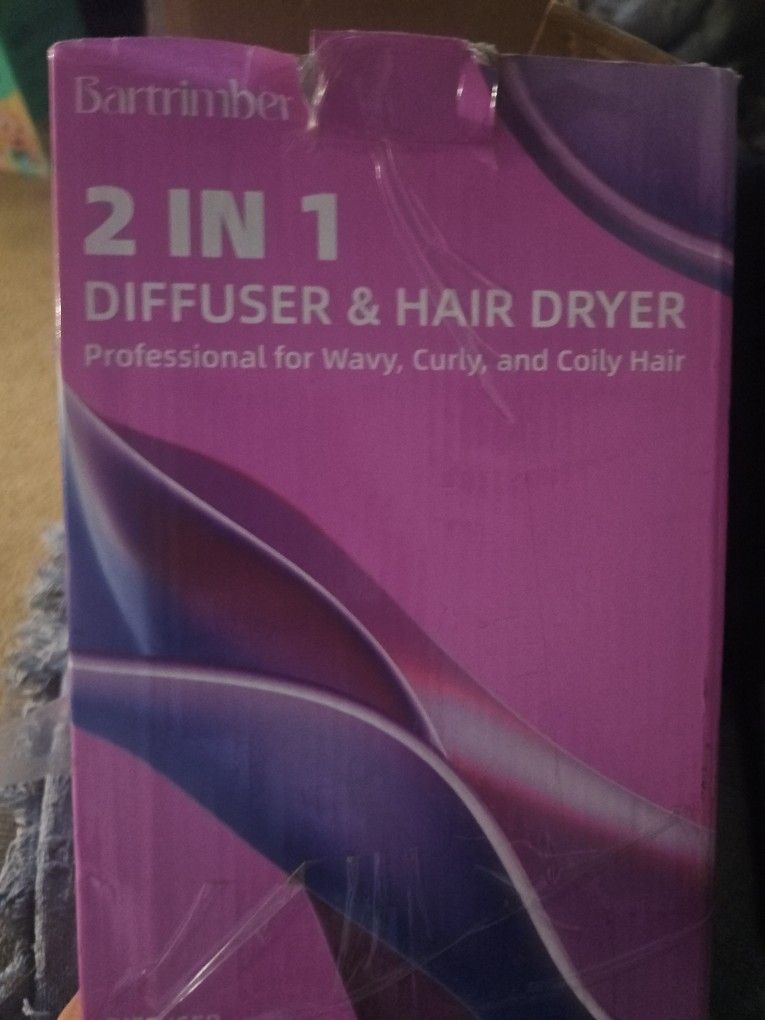 Bartrimber
2 IN 1
DIFFUSER & HAIR DRYER
Professional for Wavy, Curly, and Coily Hair